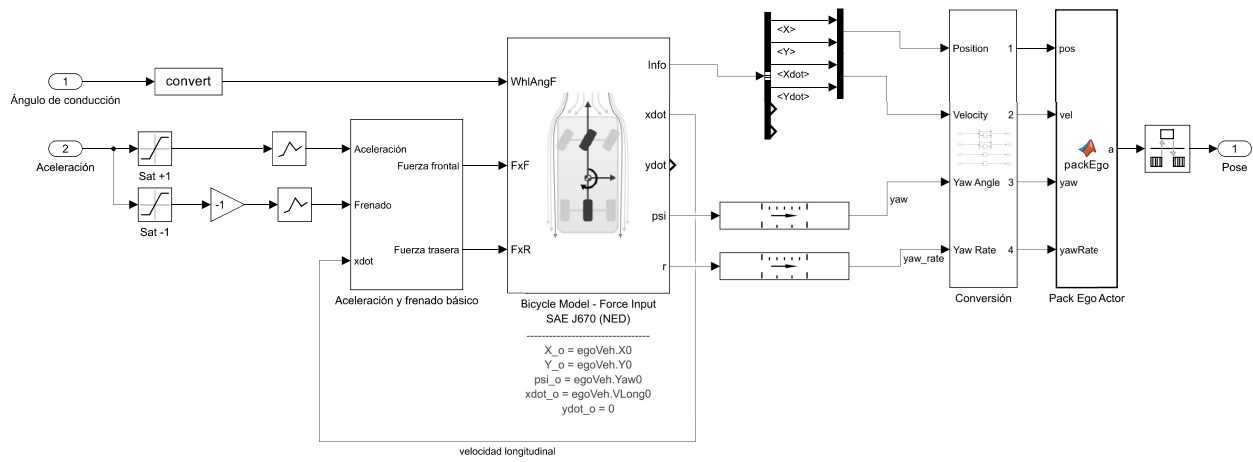 1
Ángulo de conducción
convert
2
Aceleración
Sat +1
Sat -1
-1
Aceleración
Frenado
xdot
Fuerza frontal
Fuerza trasera
Aceleración y frenado básico
WhlAngF
FxF
FxR
Info
xdot
ydot
psi
r
Bicycle Model - Force Input
SAE J670 (NED)
----------------------------------
X_o = egoVeh.X0
Y_o = egoVeh.Y0
psi_o = egoVeh.Yaw0
xdot_o = egoVeh.VLong0
ydot_o = 0
velocidad longitudinal
<X>
<Y>
<Xdot>
<Ydot>
yaw
yaw_rate
Position
1
Velocity
2
Yaw Angle
3
Yaw Rate
4
Conversión
pos
vel
yaw
yawRate
packEgo
a
Pack Ego Actor
1
Pose